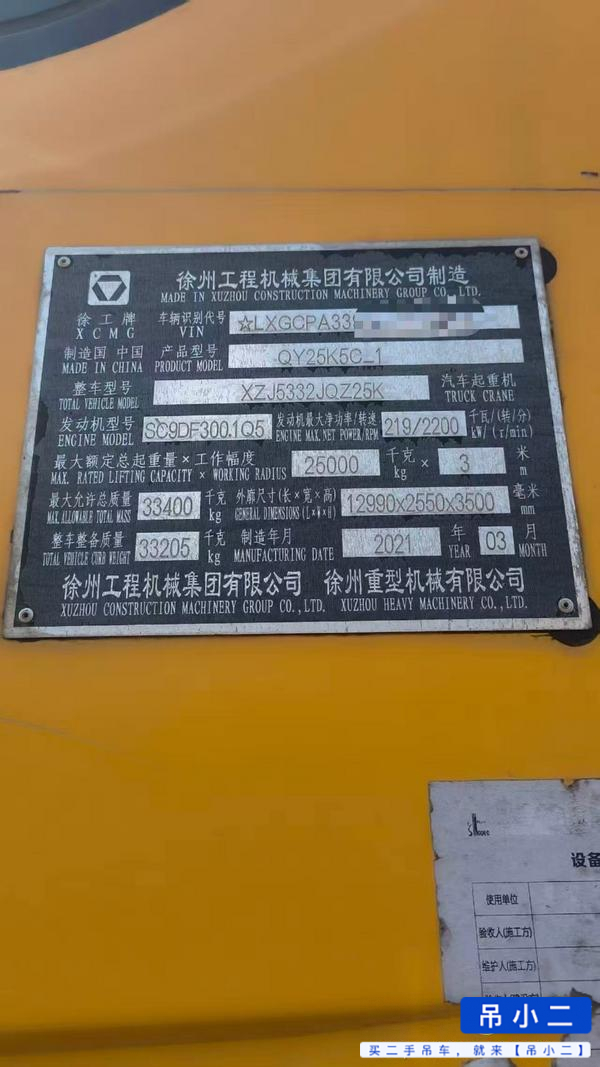 徐州工程机械集团有限公司制造
MADE IN XUZHOU CONSTRUCTION MACHINERY GROUP CO., LTD.
徐工牌 车辆识别代号 ☆LXGCPA33
XCMG VIN
制造国 中国 产品型号 QY25K5C_1
MADE IN CHINA PRODUCT MODEL
整车型号 XZJ5332JQZ25K 汽车起重机
TOTAL VEHICLE MODEL TRUCK CRANE
发动机型号 SC9DF300.1Q5 发动机最大净功率/转速 219/2200 千瓦/(转/分)
ENGINE MODEL ENGINE MAX. NET POWER/RPM kW/(r/min)
最大额定总起重量×工作幅度 25000 千克 × 3 米
MAX. RATED LIFTING CAPACITY × WORKING RADIUS kg m
最大允许总质量 33400 千克 外廓尺寸(长×宽×高) 12990x2550x3500 毫米
MAX. ALLOWABLE TOTAL MASS kg GENERAL DIMENSIONS (L×W×H) mm
整车整备质量 33205 千克 制造年月 2021 年 03 月
TOTAL VEHICLE CURB WEIGHT kg MANUFACTURING DATE YEAR MONTH
徐州工程机械集团有限公司 徐州重型机械有限公司
XUZHOU CONSTRUCTION MACHINERY GROUP CO., LTD. XUZHOU HEAVY MACHINERY CO., LTD.
设备
使用单位
验收人(施工方)
维护人(施工方)
吊小二
买二手吊车，就来【吊小二】